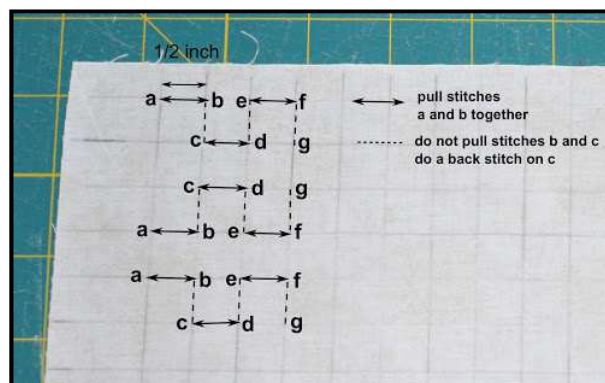 1/2 inch
a b e f
c d g
c d g
a b e f
a b e f
c d g
pull stitches
a and b together
do not pull stitches b and c
do a back stitch on c